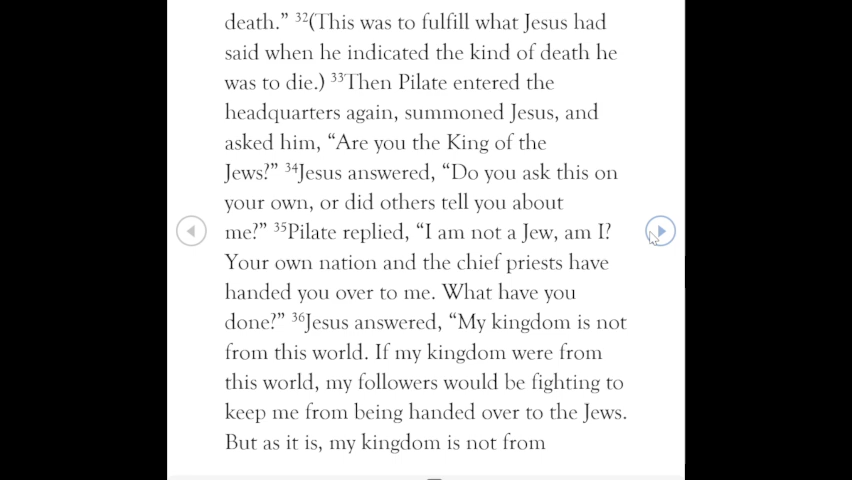 death.” ³²(This was to fulfill what Jesus had
said when he indicated the kind of death he
was to die.) ³³Then Pilate entered the
headquarters again, summoned Jesus, and
asked him, “Are you the King of the
Jews?” ³⁴Jesus answered, “Do you ask this on
your own, or did others tell you about
me?” ³⁵Pilate replied, “I am not a Jew, am I?
Your own nation and the chief priests have
handed you over to me. What have you
done?” ³⁶Jesus answered, “My kingdom is not
from this world. If my kingdom were from
this world, my followers would be fighting to
keep me from being handed over to the Jews.
But as it is, my kingdom is not from